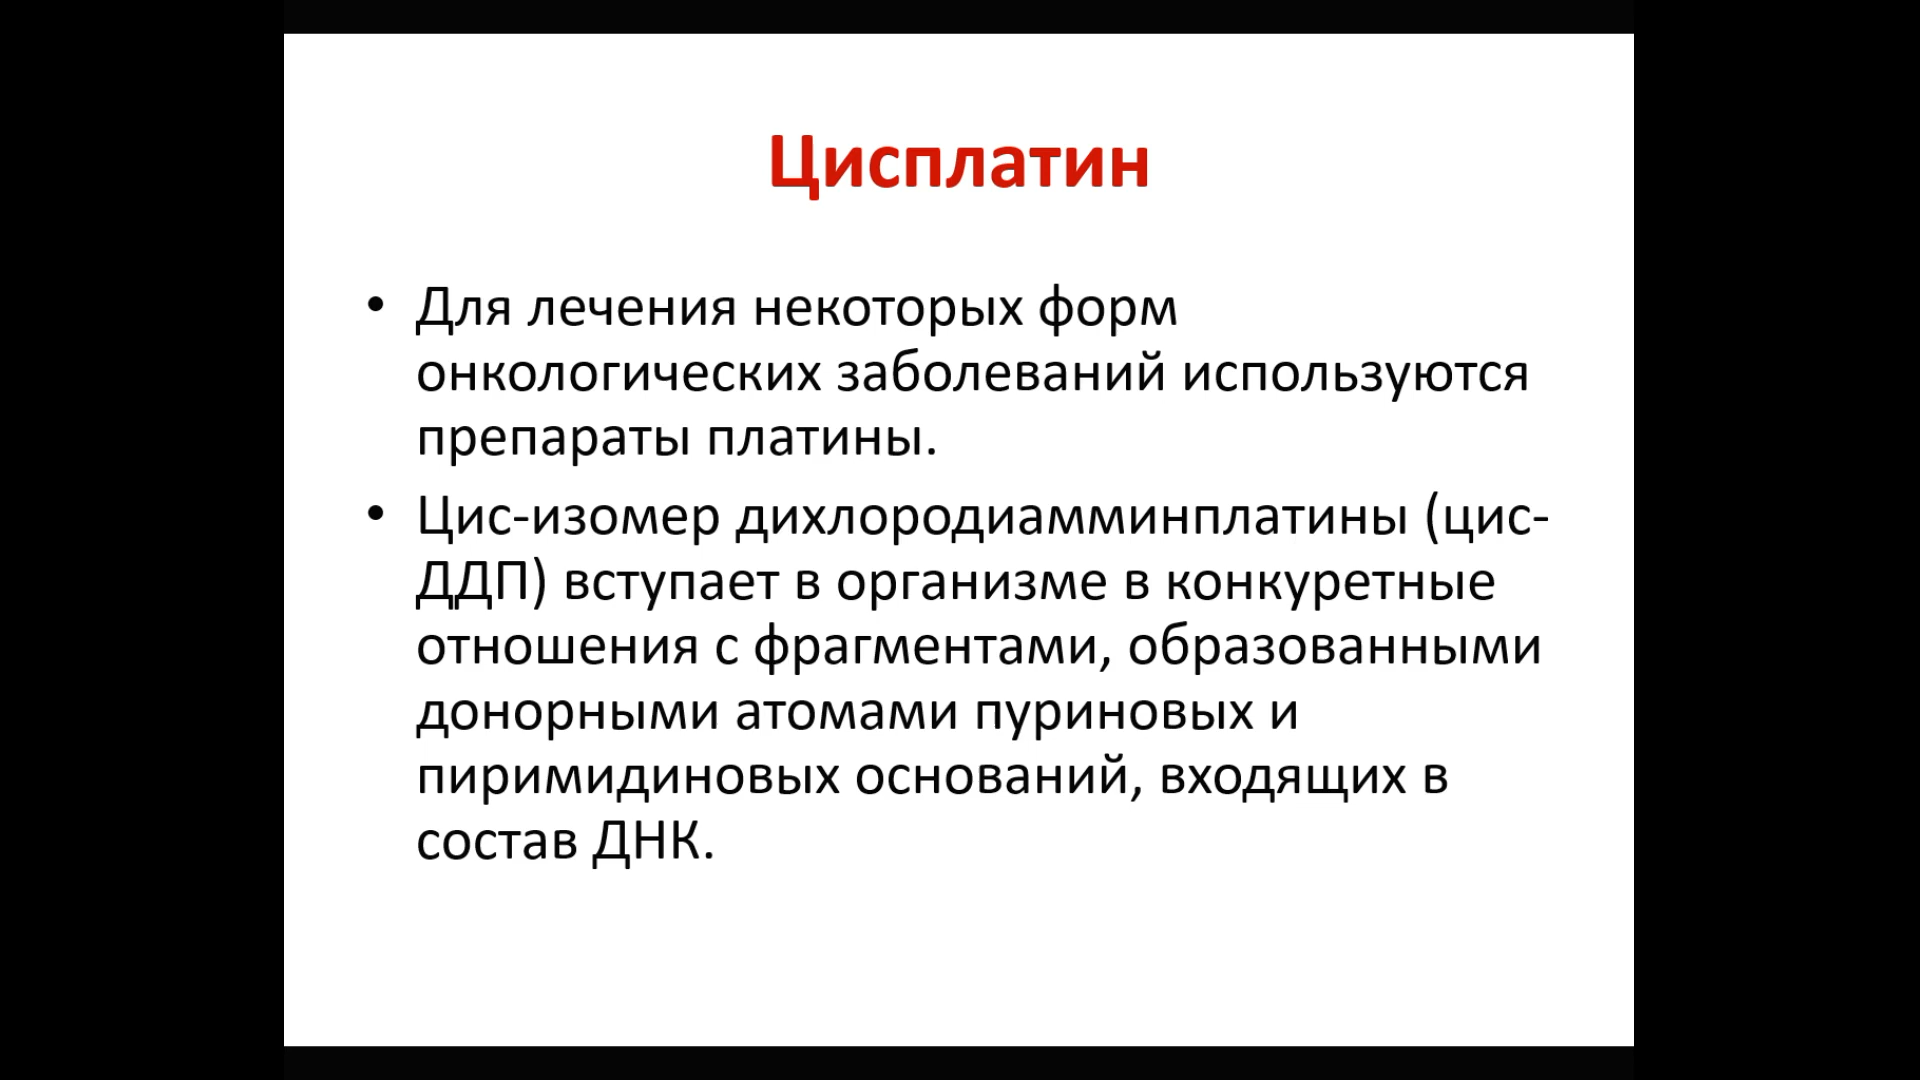 Цисплатин
• Для лечения некоторых форм
онкологических заболеваний используются
препараты платины.
• Цис-изомер дихлородиамминплатины (цис-
ДДП) вступает в организме в конкуретные
отношения с фрагментами, образованными
донорными атомами пуриновых и
пиримидиновых оснований, входящих в
состав ДНК.